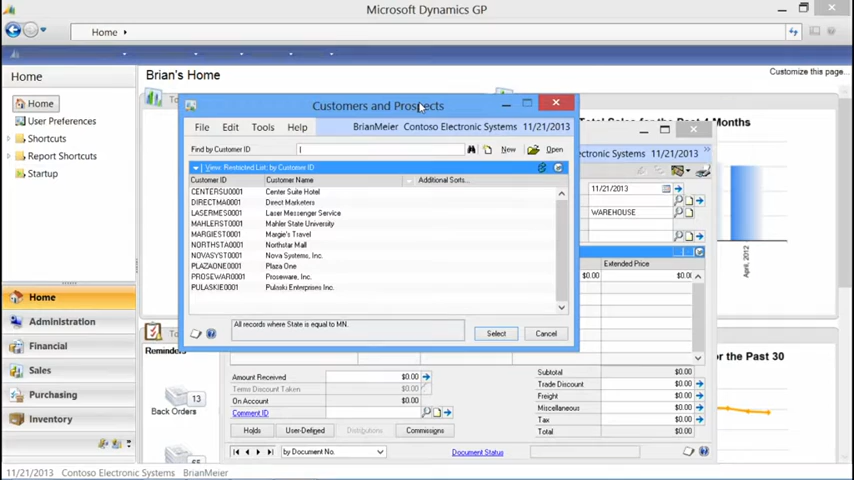 Microsoft Dynamics GP
Home
Home
Brian's Home
Customize this page...
Home
User Preferences
Shortcuts
Report Shortcuts
Startup
Home
Administration
Financial
Sales
Purchasing
Inventory
Total Sales for the Past 4 Months
April, 2012
for the Past 30
Reminders
Back Orders
13
Customers and Prospects
File Edit Tools Help
BrianMeier Contoso Electronic Systems 11/21/2013
Find by Customer ID
New
Open
View: Restricted List; by Customer ID
Customer ID Customer Name Additional Sorts...
CENTERSU0001 Center Suite Hotel
DIRECTMA0001 Direct Marketers
LASERMES0001 Laser Messenger Service
MAHLERST0001 Mahler State University
MARGIEST0001 Margie's Travel
NORTHSTA0001 Northstar Mall
NOVASYST0001 Nova Systems, Inc.
PLAZAONE0001 Plaza One
PROSEWAR0001 Proseware, Inc.
PULASKIE0001 Pulaski Enterprises Inc.
All records where State is equal to MN.
Select
Cancel
ectronic Systems 11/21/2013
11/21/2013
WAREHOUSE
Extended Price
$0.00
Amount Received $0.00
Terms Discount Taken $0.00
On Account $0.00
Comment ID
Subtotal $0.00
Trade Discount $0.00
Freight $0.00
Miscellaneous $0.00
Tax $0.00
Total $0.00
Holds
User-Defined
Distributions
Commissions
by Document No.
Document Status
11/21/2013 Contoso Electronic Systems BrianMeier